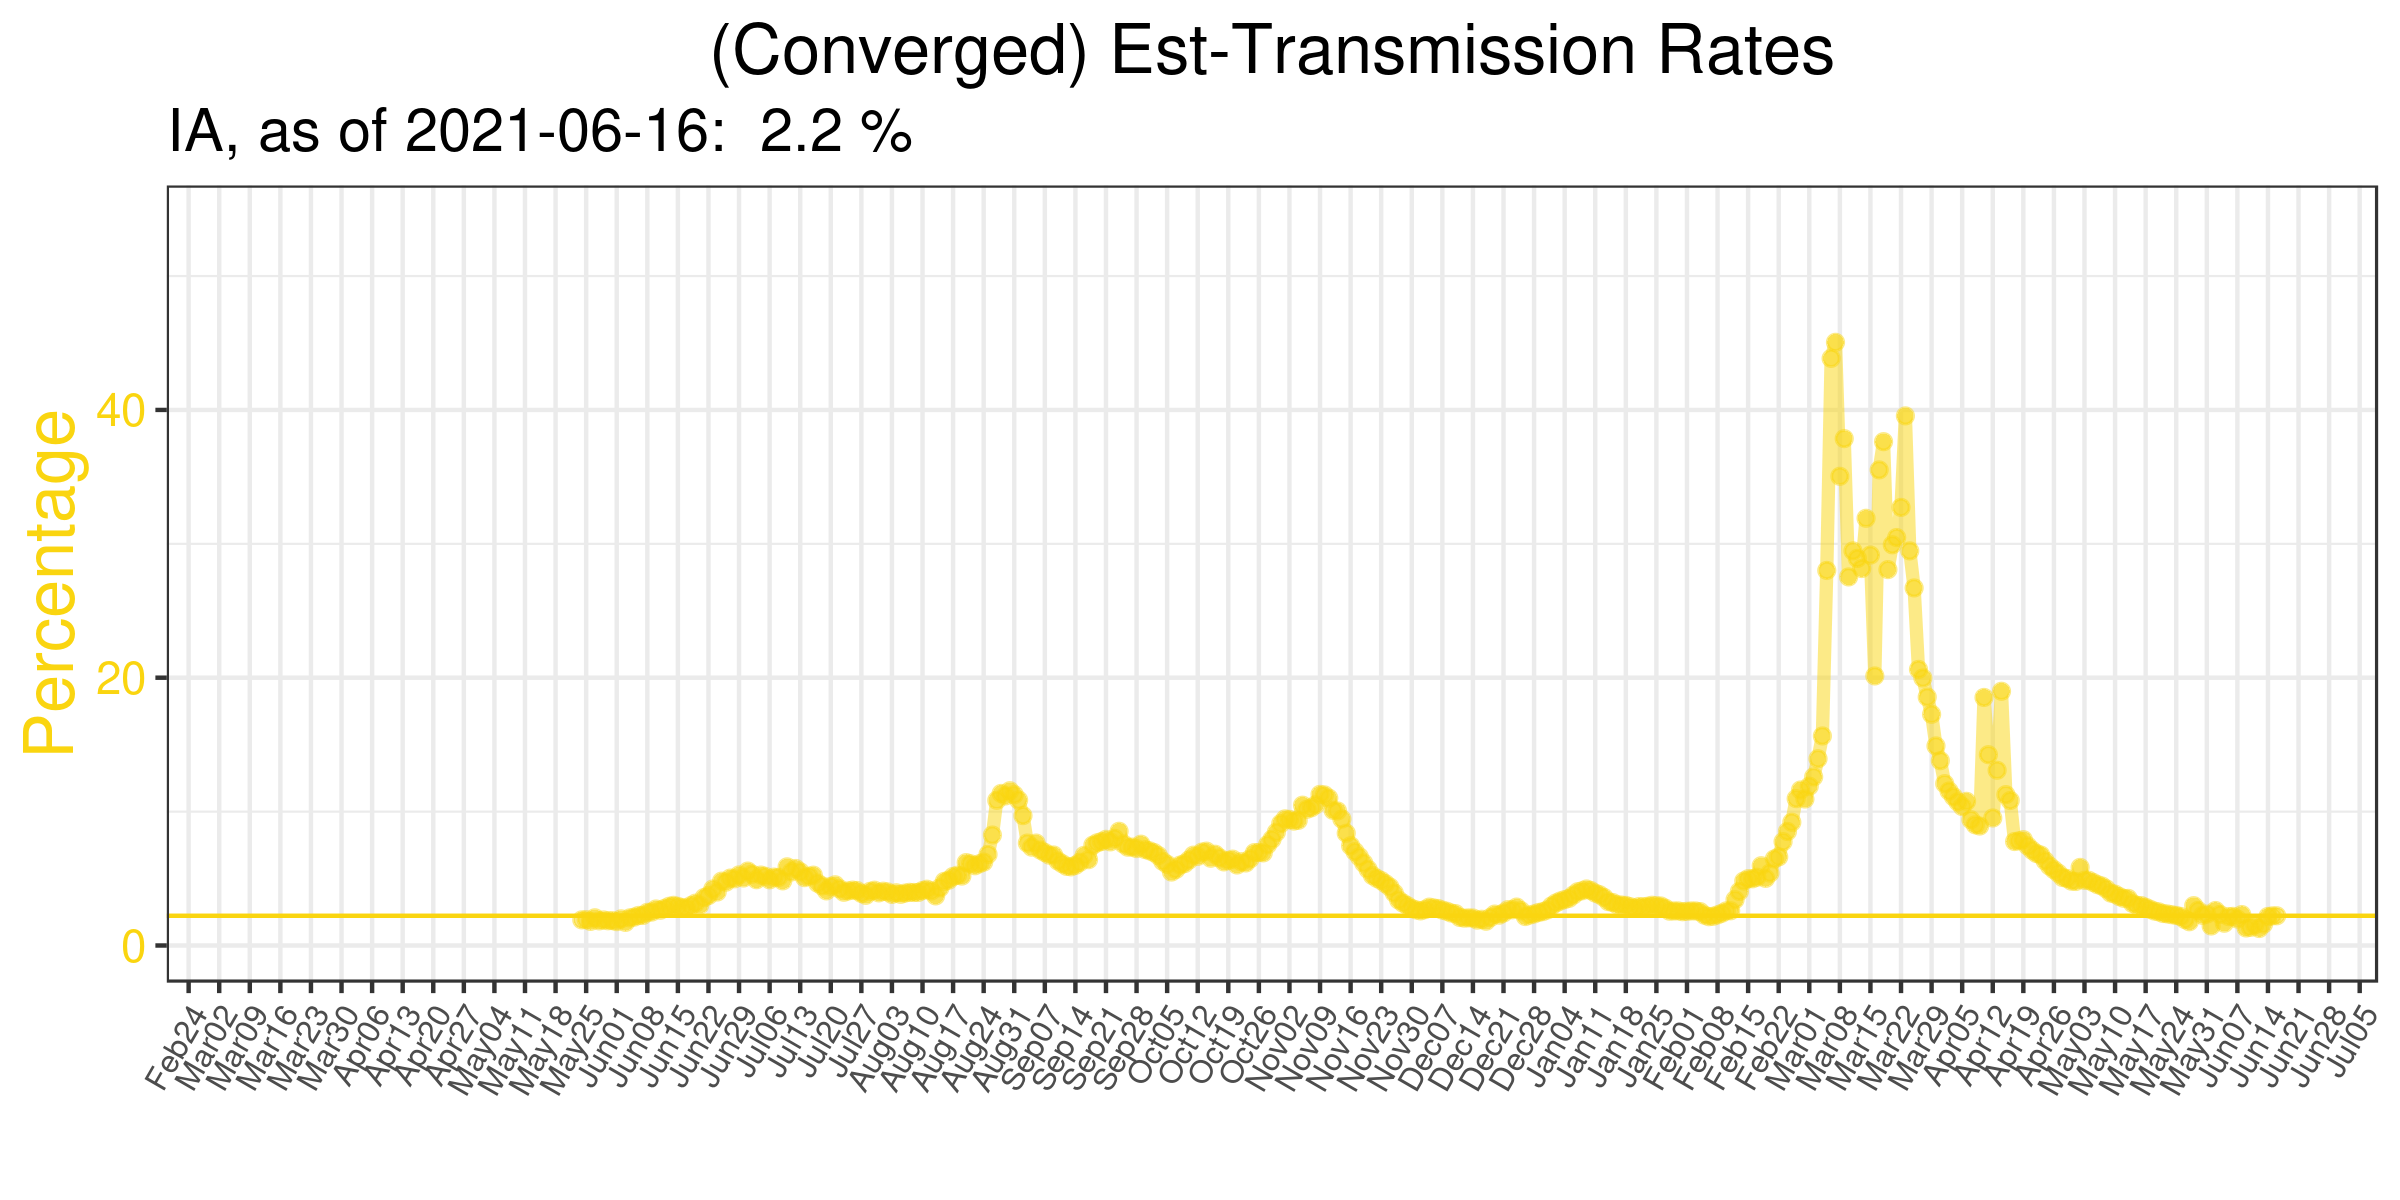 (Converged) Est-Transmission Rates
IA, as of 2021-06-16:  2.2 %
Percentage
40
20
0
Feb24
Mar02
Mar09
Mar16
Mar23
Mar30
Apr06
Apr13
Apr20
Apr27
May04
May11
May18
May25
Jun01
Jun08
Jun15
Jun22
Jun29
Jul06
Jul13
Jul20
Jul27
Aug03
Aug10
Aug17
Aug24
Aug31
Sep07
Sep14
Sep21
Sep28
Oct05
Oct12
Oct19
Oct26
Nov02
Nov09
Nov16
Nov23
Nov30
Dec07
Dec14
Dec21
Dec28
Jan04
Jan11
Jan18
Jan25
Feb01
Feb08
Feb15
Feb22
Mar01
Mar08
Mar15
Mar22
Mar29
Apr05
Apr12
Apr19
Apr26
May03
May10
May17
May24
May31
Jun07
Jun14
Jun21
Jun28
Jul05